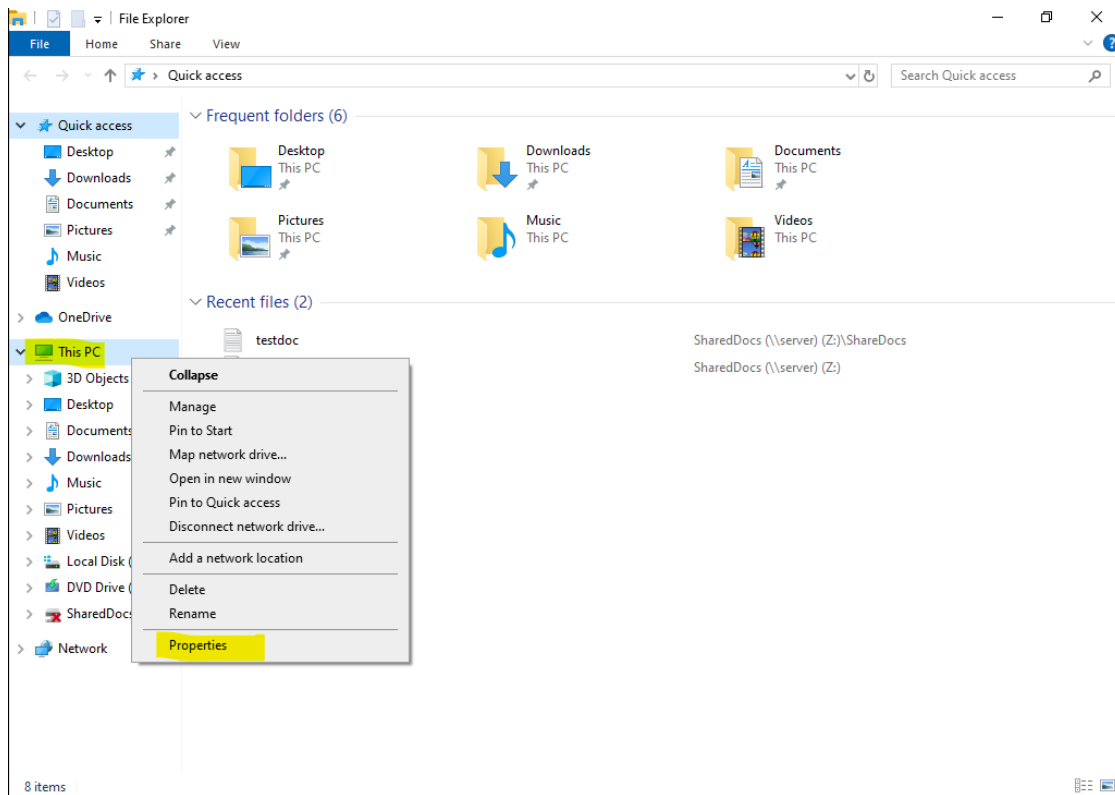 File Explorer
File Home Share View
Quick access
Search Quick access
Quick access
Desktop
Downloads
Documents
Pictures
Music
Videos
OneDrive
This PC
3D Objects
Desktop
Documents
Downloads
Music
Pictures
Videos
Local Disk (
DVD Drive (
SharedDocs
Network
Frequent folders (6)
Desktop
This PC
Downloads
This PC
Documents
This PC
Pictures
This PC
Music
This PC
Videos
This PC
Recent files (2)
testdoc
SharedDocs (\\server) (Z:)\ShareDocs
SharedDocs (\\server) (Z:)
Collapse
Manage
Pin to Start
Map network drive...
Open in new window
Pin to Quick access
Disconnect network drive...
Add a network location
Delete
Rename
Properties
8 items